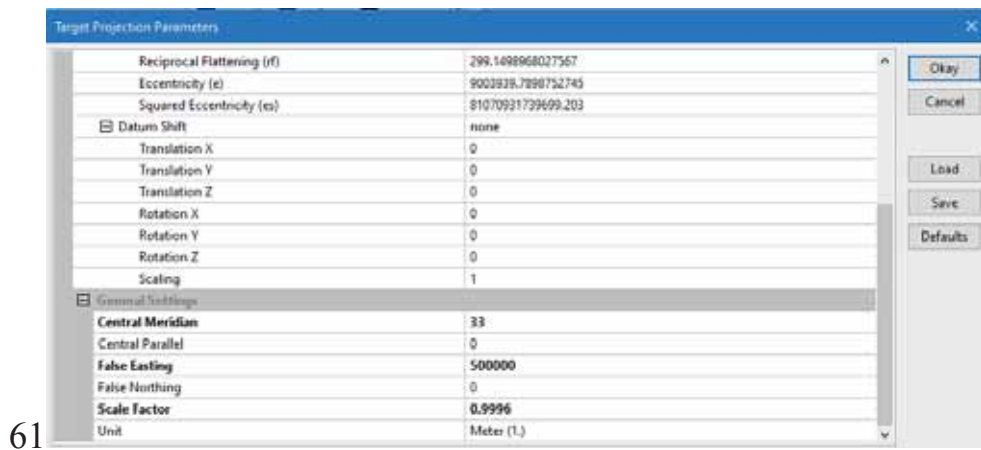 Target Projection Parameters
Reciprocal Flattening (rf) 299.1498968027567
Eccentricity (e) 9003939.7898752745
Squared Eccentricity (es) 81070931739699.203
Datum Shift none
Translation X 0
Translation Y 0
Translation Z 0
Rotation X 0
Rotation Y 0
Rotation Z 0
Scaling 1
General Settings
Central Meridian 33
Central Parallel 0
False Easting 500000
False Northing 0
Scale Factor 0.9996
Unit Meter (1.)
Okay
Cancel
Load
Save
Defaults
61